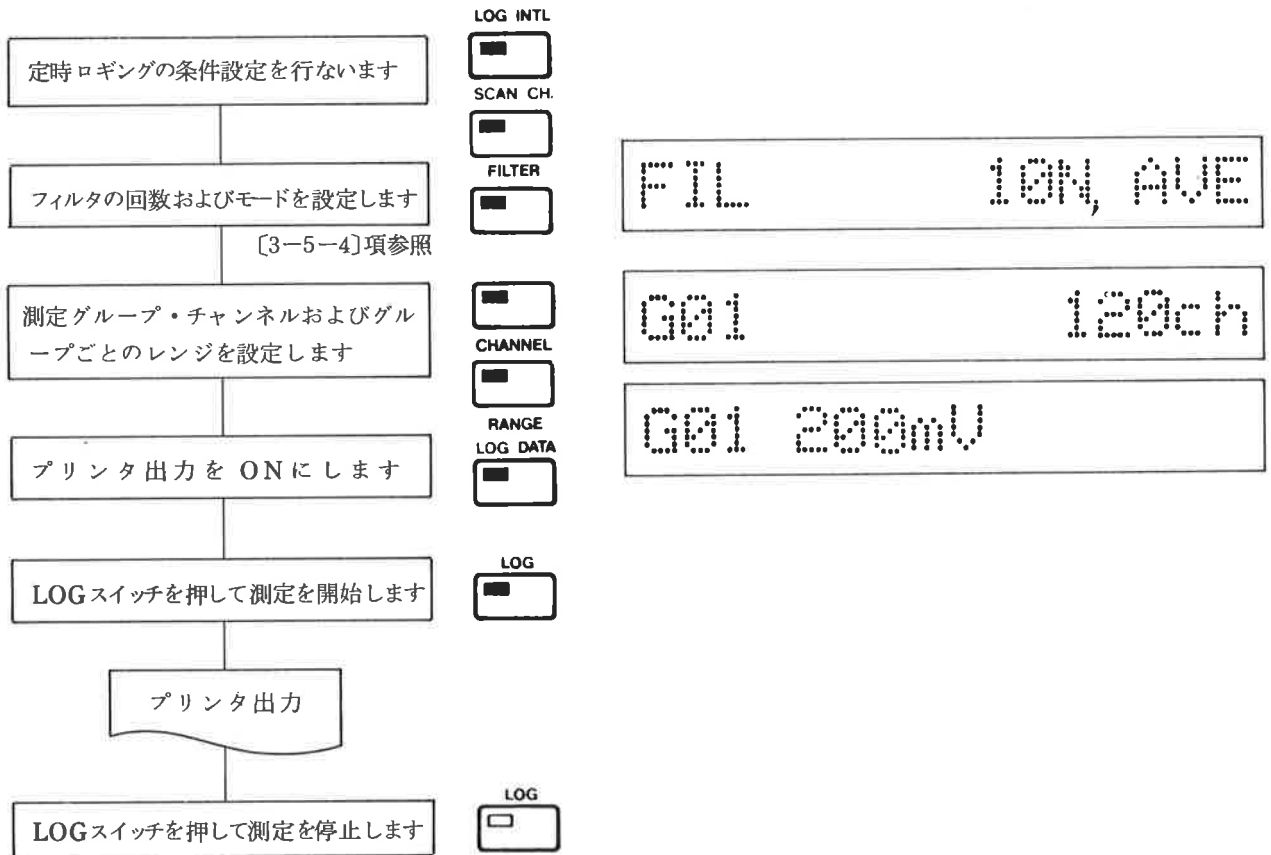 LOG INTL
定時ロギングの条件設定を行ないます
SCAN CH.
FILTER
フィルタの回数およびモードを設定します
〔3-5-4〕項参照
FIL 10N, AVE
測定グループ・チャンネルおよびグル
ープごとのレンジを設定します
CHANNEL
G01 120ch
RANGE
G01 200mV
LOG DATA
プリンタ出力を ONにします
LOG
LOGスイッチを押して測定を開始します
プリンタ出力
LOG
LOGスイッチを押して測定を停止します